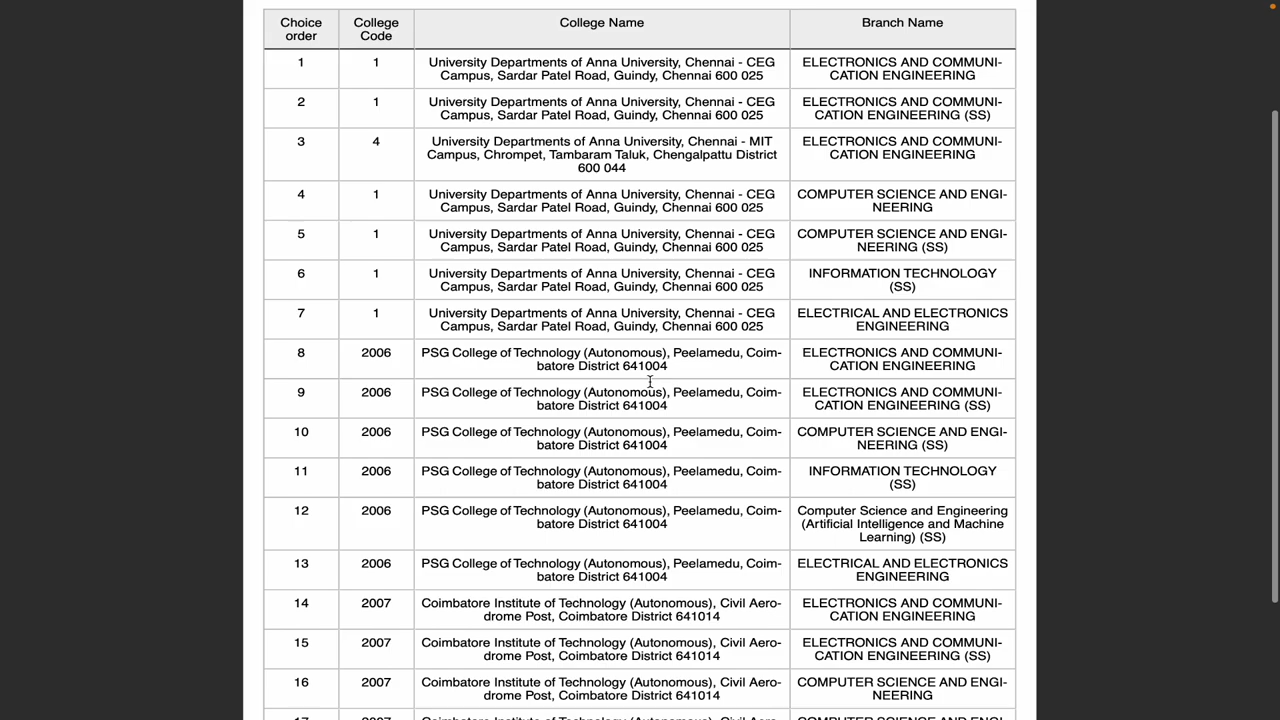 Choice order
College Code
College Name
Branch Name
1
1
University Departments of Anna University, Chennai - CEG
Campus, Sardar Patel Road, Guindy, Chennai 600 025
ELECTRONICS AND COMMUNI-
CATION ENGINEERING
2
1
University Departments of Anna University, Chennai - CEG
Campus, Sardar Patel Road, Guindy, Chennai 600 025
ELECTRONICS AND COMMUNI-
CATION ENGINEERING (SS)
3
4
University Departments of Anna University, Chennai - MIT
Campus, Chrompet, Tambaram Taluk, Chengalpattu District
600 044
ELECTRONICS AND COMMUNI-
CATION ENGINEERING
4
1
University Departments of Anna University, Chennai - CEG
Campus, Sardar Patel Road, Guindy, Chennai 600 025
COMPUTER SCIENCE AND ENGI-
NEERING
5
1
University Departments of Anna University, Chennai - CEG
Campus, Sardar Patel Road, Guindy, Chennai 600 025
COMPUTER SCIENCE AND ENGI-
NEERING (SS)
6
1
University Departments of Anna University, Chennai - CEG
Campus, Sardar Patel Road, Guindy, Chennai 600 025
INFORMATION TECHNOLOGY
(SS)
7
1
University Departments of Anna University, Chennai - CEG
Campus, Sardar Patel Road, Guindy, Chennai 600 025
ELECTRICAL AND ELECTRONICS
ENGINEERING
8
2006
PSG College of Technology (Autonomous), Peelamedu, Coim-
batore District 641004
ELECTRONICS AND COMMUNI-
CATION ENGINEERING
9
2006
PSG College of Technology (Autonomous), Peelamedu, Coim-
batore District 641004
ELECTRONICS AND COMMUNI-
CATION ENGINEERING (SS)
10
2006
PSG College of Technology (Autonomous), Peelamedu, Coim-
batore District 641004
COMPUTER SCIENCE AND ENGI-
NEERING (SS)
11
2006
PSG College of Technology (Autonomous), Peelamedu, Coim-
batore District 641004
INFORMATION TECHNOLOGY
(SS)
12
2006
PSG College of Technology (Autonomous), Peelamedu, Coim-
batore District 641004
Computer Science and Engineering
(Artificial Intelligence and Machine
Learning) (SS)
13
2006
PSG College of Technology (Autonomous), Peelamedu, Coim-
batore District 641004
ELECTRICAL AND ELECTRONICS
ENGINEERING
14
2007
Coimbatore Institute of Technology (Autonomous), Civil Aero-
drome Post, Coimbatore District 641014
ELECTRONICS AND COMMUNI-
CATION ENGINEERING
15
2007
Coimbatore Institute of Technology (Autonomous), Civil Aero-
drome Post, Coimbatore District 641014
ELECTRONICS AND COMMUNI-
CATION ENGINEERING (SS)
16
2007
Coimbatore Institute of Technology (Autonomous), Civil Aero-
drome Post, Coimbatore District 641014
COMPUTER SCIENCE AND ENGI-
NEERING